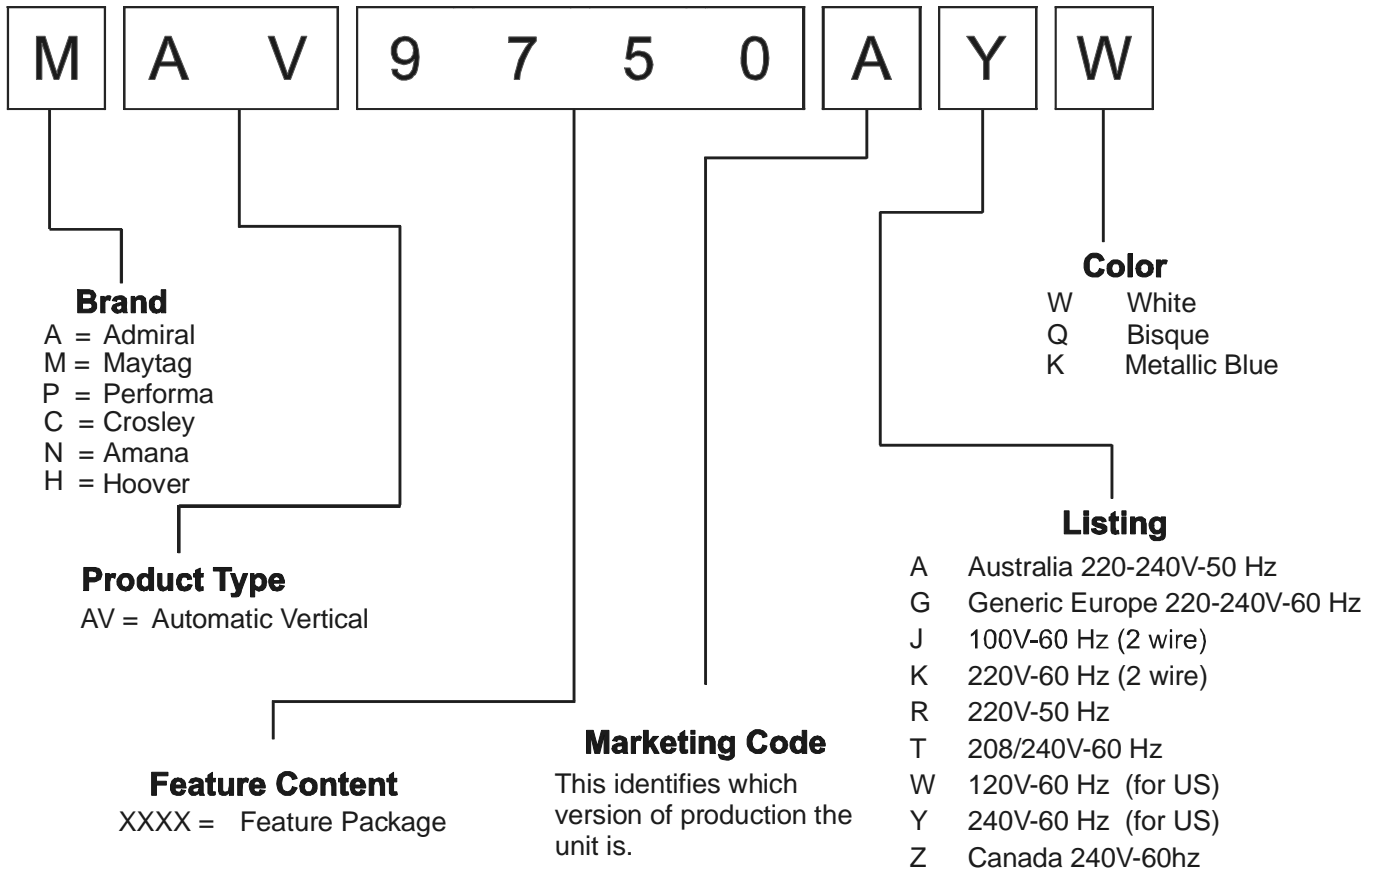 M A V 9 7 5 0 A Y W
Brand
A = Admiral
M = Maytag
P = Performa
C = Crosley
N = Amana
H = Hoover
Product Type
AV = Automatic Vertical
Feature Content
XXXX = Feature Package
Marketing Code
This identifies which
version of production the
unit is.
Color
W White
Q Bisque
K Metallic Blue
Listing
A Australia 220-240V-50 Hz
G Generic Europe 220-240V-60 Hz
J 100V-60 Hz (2 wire)
K 220V-60 Hz (2 wire)
R 220V-50 Hz
T 208/240V-60 Hz
W 120V-60 Hz (for US)
Y 240V-60 Hz (for US)
Z Canada 240V-60hz